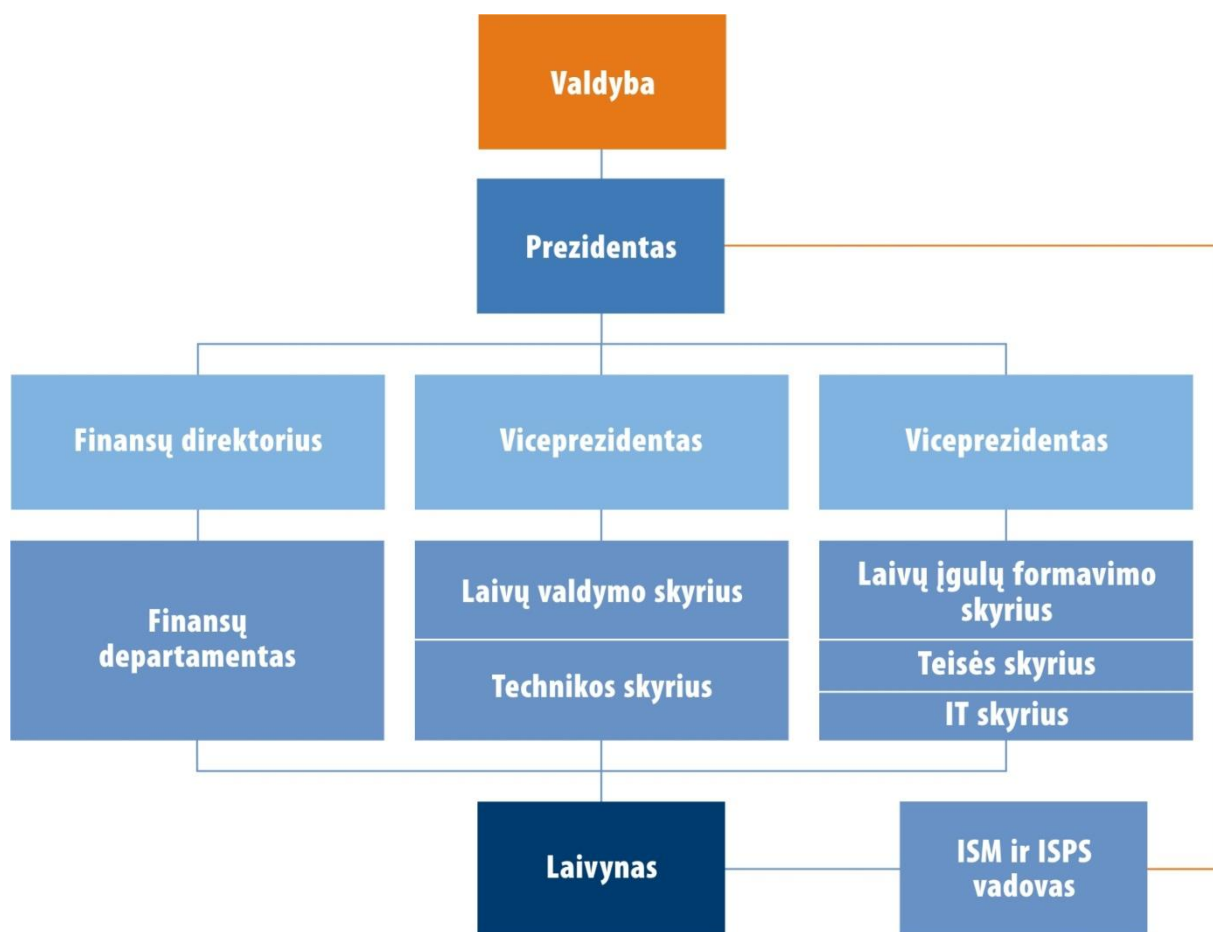 Valdyba
Prezidentas
Finansų direktorius
Viceprezidentas
Viceprezidentas
Finansų
departamentas
Laivų valdymo skyrius
Technikos skyrius
Laivų įgulų formavimo
skyrius
Teisės skyrius
IT skyrius
Laivynas
ISM ir ISPS
vadovas